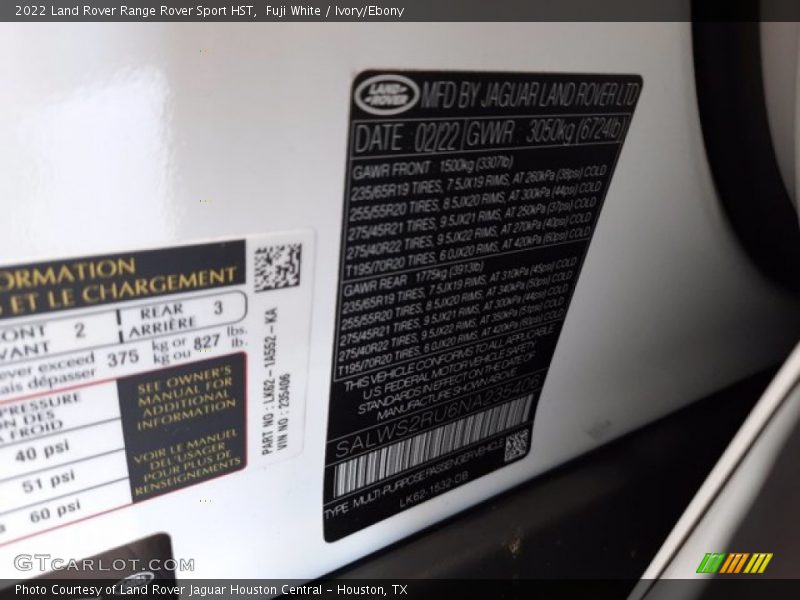 2022 Land Rover Range Rover Sport HST,  Fuji White / Ivory/Ebony
LAND ROVER
MFD BY JAGUAR LAND ROVER LTD
DATE 02/22 GVWR 3050kg (6724lb)
GAWR FRONT 1500kg (3307lb)
235/65R19 TIRES, 7.5JX19 RIMS, AT 260kPa (38psi) COLD
255/55R20 TIRES, 8.5JX20 RIMS, AT 300kPa (44psi) COLD
275/45R21 TIRES, 9.5JX21 RIMS, AT 250kPa (37psi) COLD
275/40R22 TIRES, 9.5JX22 RIMS, AT 270kPa (40psi) COLD
T195/70R20 TIRES, 6.0JX20 RIMS, AT 420kPa (60psi) COLD
GAWR REAR 1775kg (3913lb)
235/65R19 TIRES, 7.5JX19 RIMS, AT 310kPa (45psi) COLD
255/55R20 TIRES, 8.5JX20 RIMS, AT 340kPa (50psi) COLD
275/45R21 TIRES, 9.5JX21 RIMS, AT 300kPa (44psi) COLD
275/40R22 TIRES, 9.5JX22 RIMS, AT 350kPa (51psi) COLD
T195/70R20 TIRES, 6.0JX20 RIMS, AT 420kPa (60psi) COLD
THIS VEHICLE CONFORMS TO ALL APPLICABLE
U.S. FEDERAL MOTOR VEHICLE SAFETY
STANDARDS IN EFFECT ON THE DATE OF
MANUFACTURE SHOWN ABOVE
SALWS2RU6NA235406
TYPE MULTI-PURPOSE PASSENGER VEHICLE
LK62-1532-DB
ORMATION
S ET LE CHARGEMENT
ONT 2 REAR 3
VANT ARRIÈRE
ever exceed 375 kg or 827 lbs.
ais dépasser kg ou lb.
PRESSURE
ON DES
A FROID
40 psi
51 psi
60 psi
SEE OWNER'S
MANUAL FOR
ADDITIONAL
INFORMATION
VOIR LE MANUEL
DE L'USAGER
POUR PLUS DE
RENSEIGNEMENTS
PART NO : LK62-1A552-KA
VIN NO : 235406
GTCARLOT.COM
Photo Courtesy of Land Rover Jaguar Houston Central - Houston, TX